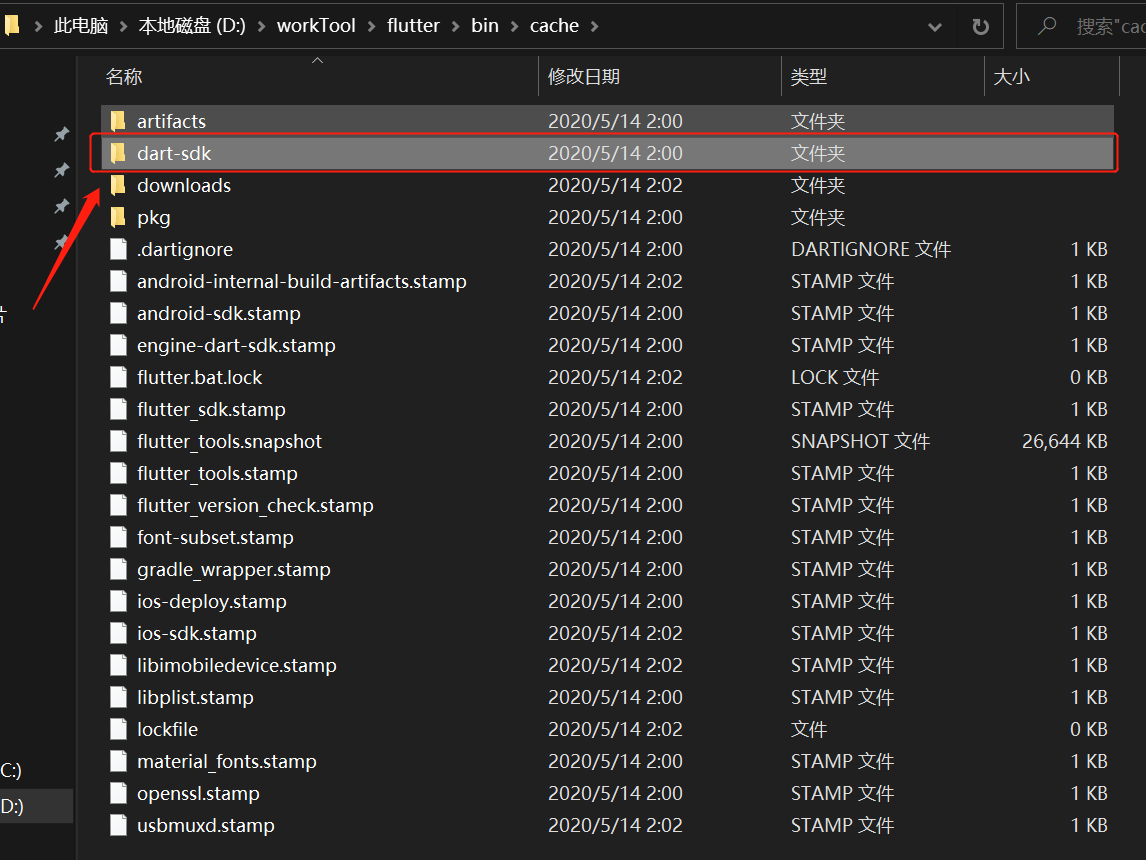 此电脑 本地磁盘 (D:) workTool flutter bin cache 搜索"cac
名称 修改日期 类型 大小
artifacts 2020/5/14 2:00 文件夹
dart-sdk 2020/5/14 2:00 文件夹
downloads 2020/5/14 2:02 文件夹
pkg 2020/5/14 2:00 文件夹
.dartignore 2020/5/14 2:00 DARTIGNORE 文件 1 KB
android-internal-build-artifacts.stamp 2020/5/14 2:02 STAMP 文件 1 KB
android-sdk.stamp 2020/5/14 2:00 STAMP 文件 1 KB
engine-dart-sdk.stamp 2020/5/14 2:00 STAMP 文件 1 KB
flutter.bat.lock 2020/5/14 2:02 LOCK 文件 0 KB
flutter_sdk.stamp 2020/5/14 2:00 STAMP 文件 1 KB
flutter_tools.snapshot 2020/5/14 2:00 SNAPSHOT 文件 26,644 KB
flutter_tools.stamp 2020/5/14 2:00 STAMP 文件 1 KB
flutter_version_check.stamp 2020/5/14 2:00 STAMP 文件 1 KB
font-subset.stamp 2020/5/14 2:00 STAMP 文件 1 KB
gradle_wrapper.stamp 2020/5/14 2:00 STAMP 文件 1 KB
ios-deploy.stamp 2020/5/14 2:00 STAMP 文件 1 KB
ios-sdk.stamp 2020/5/14 2:02 STAMP 文件 1 KB
libimobiledevice.stamp 2020/5/14 2:02 STAMP 文件 1 KB
libplist.stamp 2020/5/14 2:00 STAMP 文件 1 KB
lockfile 2020/5/14 2:02 文件 0 KB
C:)
material_fonts.stamp 2020/5/14 2:00 STAMP 文件 1 KB
openssl.stamp 2020/5/14 2:00 STAMP 文件 1 KB
D:)
usbmuxd.stamp 2020/5/14 2:02 STAMP 文件 1 KB